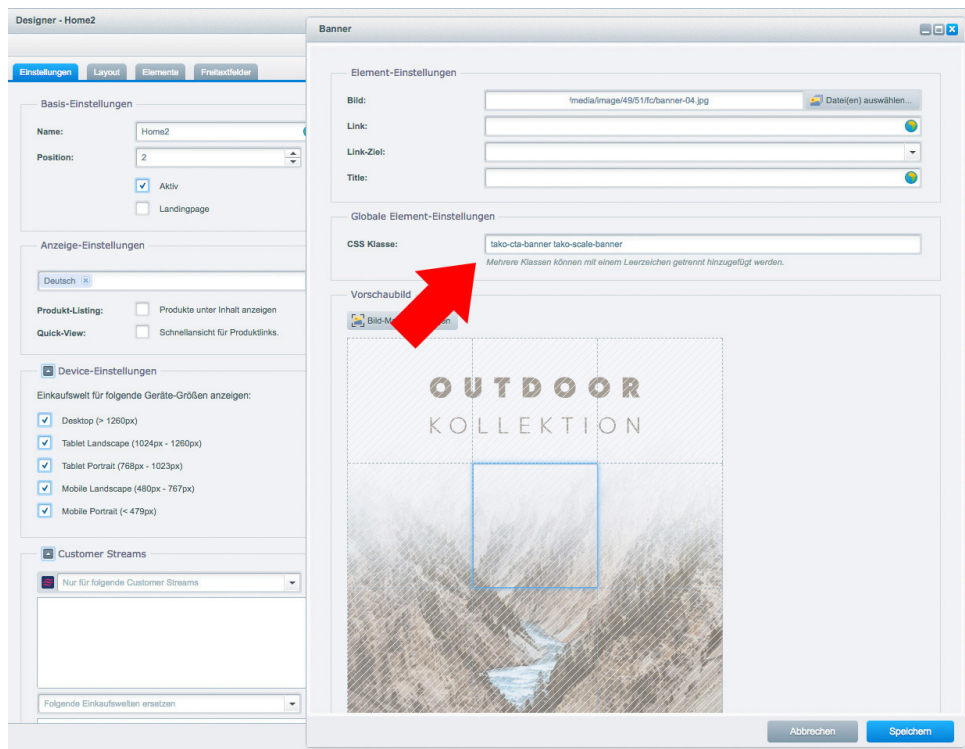 Designer - Home2
Einstellungen
Layout
Elemente
Freitextfelder
Basis-Einstellungen
Name:
Home2
Position:
2
Aktiv
Landingpage
Anzeige-Einstellungen
Deutsch
Produkt-Listing:
Produkte unter Inhalt anzeigen
Quick-View:
Schnellansicht für Produktlinks.
Device-Einstellungen
Einkaufswelt für folgende Geräte-Größen anzeigen:
Desktop (> 1260px)
Tablet Landscape (1024px - 1260px)
Tablet Portrait (768px - 1023px)
Mobile Landscape (480px - 767px)
Mobile Portrait (< 479px)
Customer Streams
Nur für folgende Customer Streams
Folgende Einkaufswelten ersetzen
Banner
Element-Einstellungen
Bild:
/media/image/49/51/fc/banner-04.jpg
Datei(en) auswählen...
Link:
Link-Ziel:
Title:
Globale Element-Einstellungen
CSS Klasse:
tako-cta-banner tako-scale-banner
Mehrere Klassen können mit einem Leerzeichen getrennt hinzugefügt werden.
Vorschaubild
OUTDOOR
KOLLEKTION
Abbrechen
Speichern